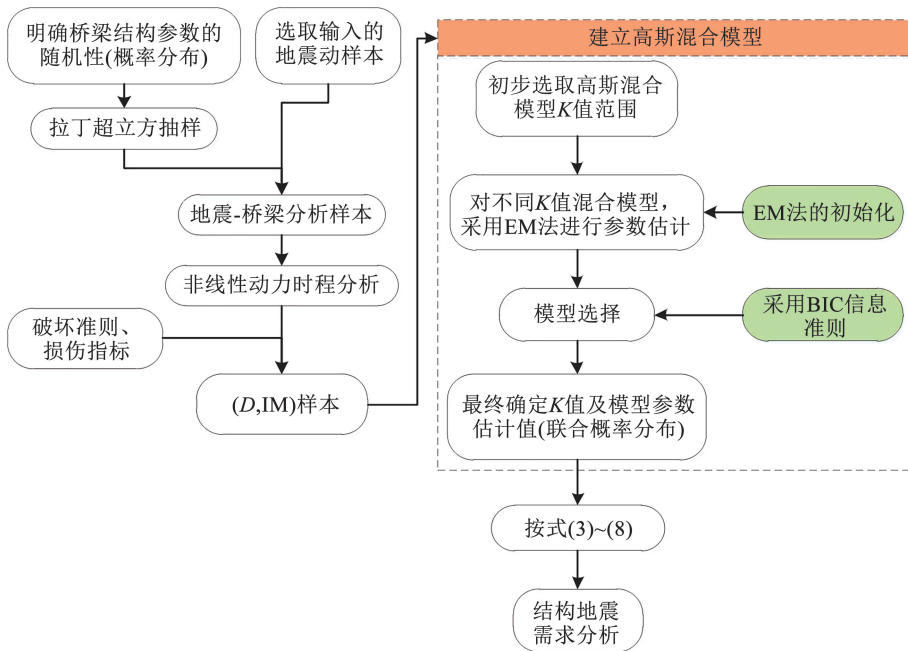 明确桥梁结构参数的
随机性(概率分布)
选取输入的
地震动样本
拉丁超立方抽样
地震-桥梁分析样本
非线性动力时程分析
破坏准则、
损伤指标
(D,IM)样本
建立高斯混合模型
初步选取高斯混合
模型K值范围
对不同K值混合模型，
采用EM法进行参数估计
EM法的初始化
模型选择
采用BIC信息
准则
最终确定K值及模型参数
估计值(联合概率分布)
按式(3)~(8)
结构地震
需求分析